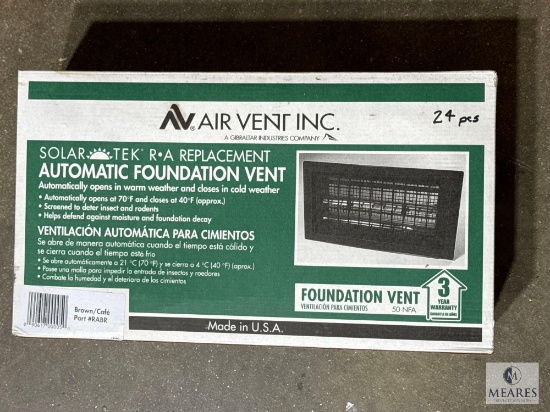 AIR VENT INC.
A GIBRALTAR INDUSTRIES COMPANY
24 pcs
SOLAR TEK R•A REPLACEMENT
AUTOMATIC FOUNDATION VENT
Automatically opens in warm weather and closes in cold weather
• Automatically opens at 70°F and closes at 40°F (approx.)
• Screened to deter insect and rodents
• Helps defend against moisture and foundation decay
VENTILACIÓN AUTOMÁTICA PARA CIMIENTOS
Se abre de manera automática cuando el tiempo está cálido y
se cierra cuando el tiempo está frío
• Se abre automáticamente a 21 °C (70 °F) y se cierra a 4 °C (40 °F) (aprox.)
• Posee una malla para impedir la entrada de insectos y roedores
• Combate la humedad y el deterioro de los cimientos
Brown/Café
Part #RABR
FOUNDATION VENT
VENTILACIÓN PARA CIMIENTOS
50 NFA
3
YEAR
WARRANTY
Made in U.S.A.
M
MEARES